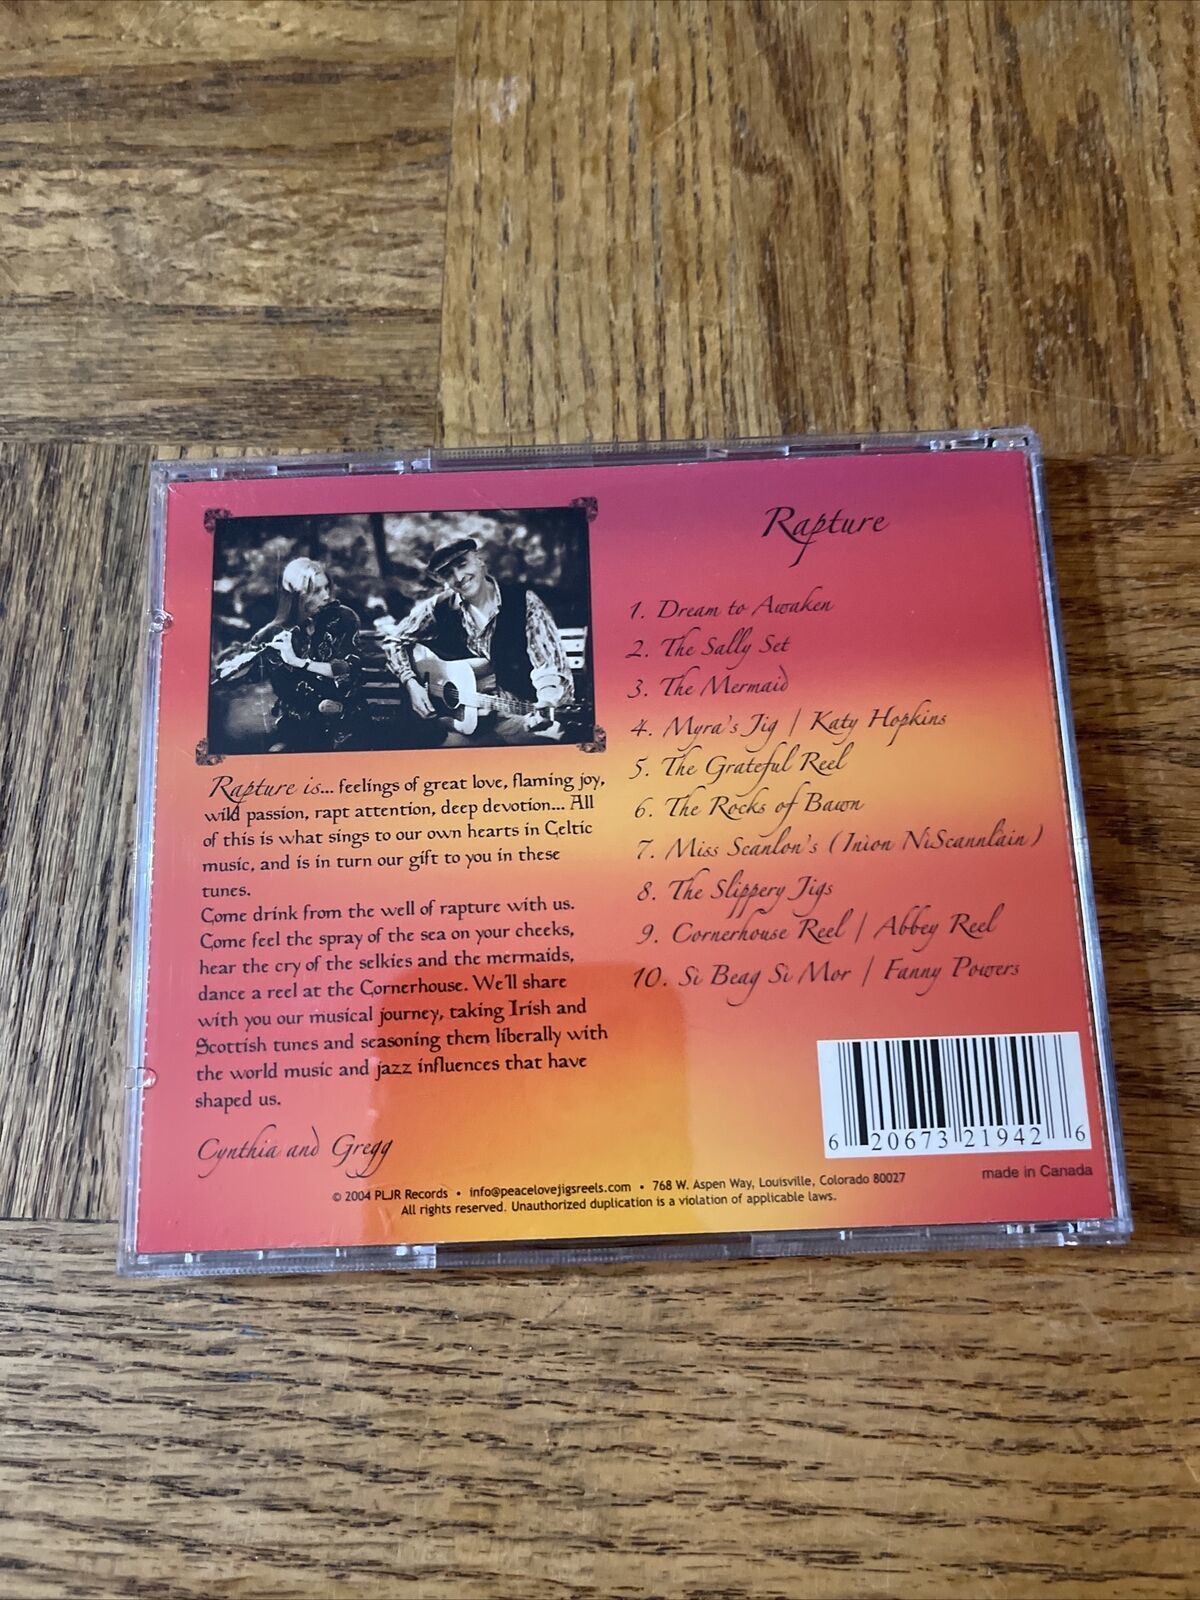 Rapture is... feelings of great love, flaming joy,
wild passion, rapt attention, deep devotion... All
of this is what sings to our own hearts in Celtic
music, and is in turn our gift to you in these
tunes.
Come drink from the well of rapture with us.
Come feel the spray of the sea on your cheeks,
hear the cry of the selkies and the mermaids,
dance a reel at the Cornerhouse. We'll share
with you our musical journey, taking Irish and
Scottish tunes and seasoning them liberally with
the world music and jazz influences that have
shaped us.
Cynthia and Gregg
Rapture
1. Dream to Awaken
2. The Sally Set
3. The Mermaid
4. Myra's Jig | Katy Hopkins
5. The Grateful Reel
6. The Rocks of Bawn
7. Miss Scanlon's (Iníon NiScannláin)
8. The Slippery Jigs
9. Cornerhouse Reel | Abbey Reel
10. Sì Beag Sì Mor | Fanny Powers
6 20673 21942 6
made in Canada
© 2004 PLJR Records • info@peacelovejigsreels.com • 768 W. Aspen Way, Louisville, Colorado 80027
All rights reserved. Unauthorized duplication is a violation of applicable laws.